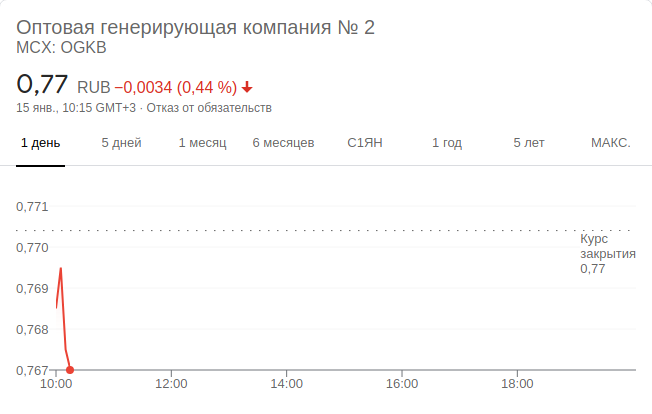 Оптовая генерирующая компания № 2
MCX: OGKB
0,77 RUB −0,0034 (0,44 %)
15 янв., 10:15 GMT+3 · Отказ от обязательств
1 день 5 дней 1 месяц 6 месяцев С1ЯН 1 год 5 лет МАКС.
0,771
0,770
Курс
закрытия
0,77
0,769
0,768
0,767
10:00 12:00 14:00 16:00 18:00